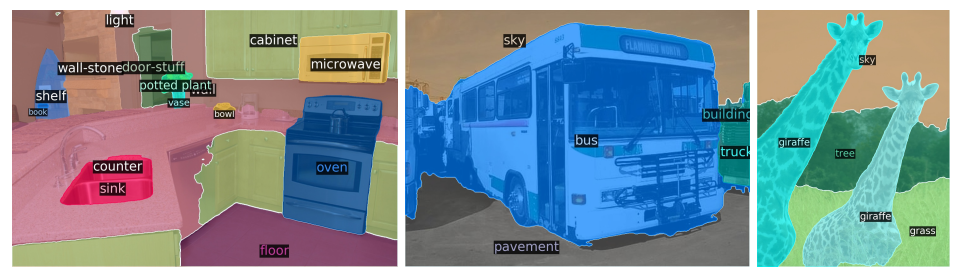 light
cabinet
wall-stone
door-stuff
microwave
potted plant
wall
shelf
vase
book
bowl
counter
oven
sink
floor
sky
FLAMINGO
building
bus
truck
pavement
sky
giraffe
tree
giraffe
grass